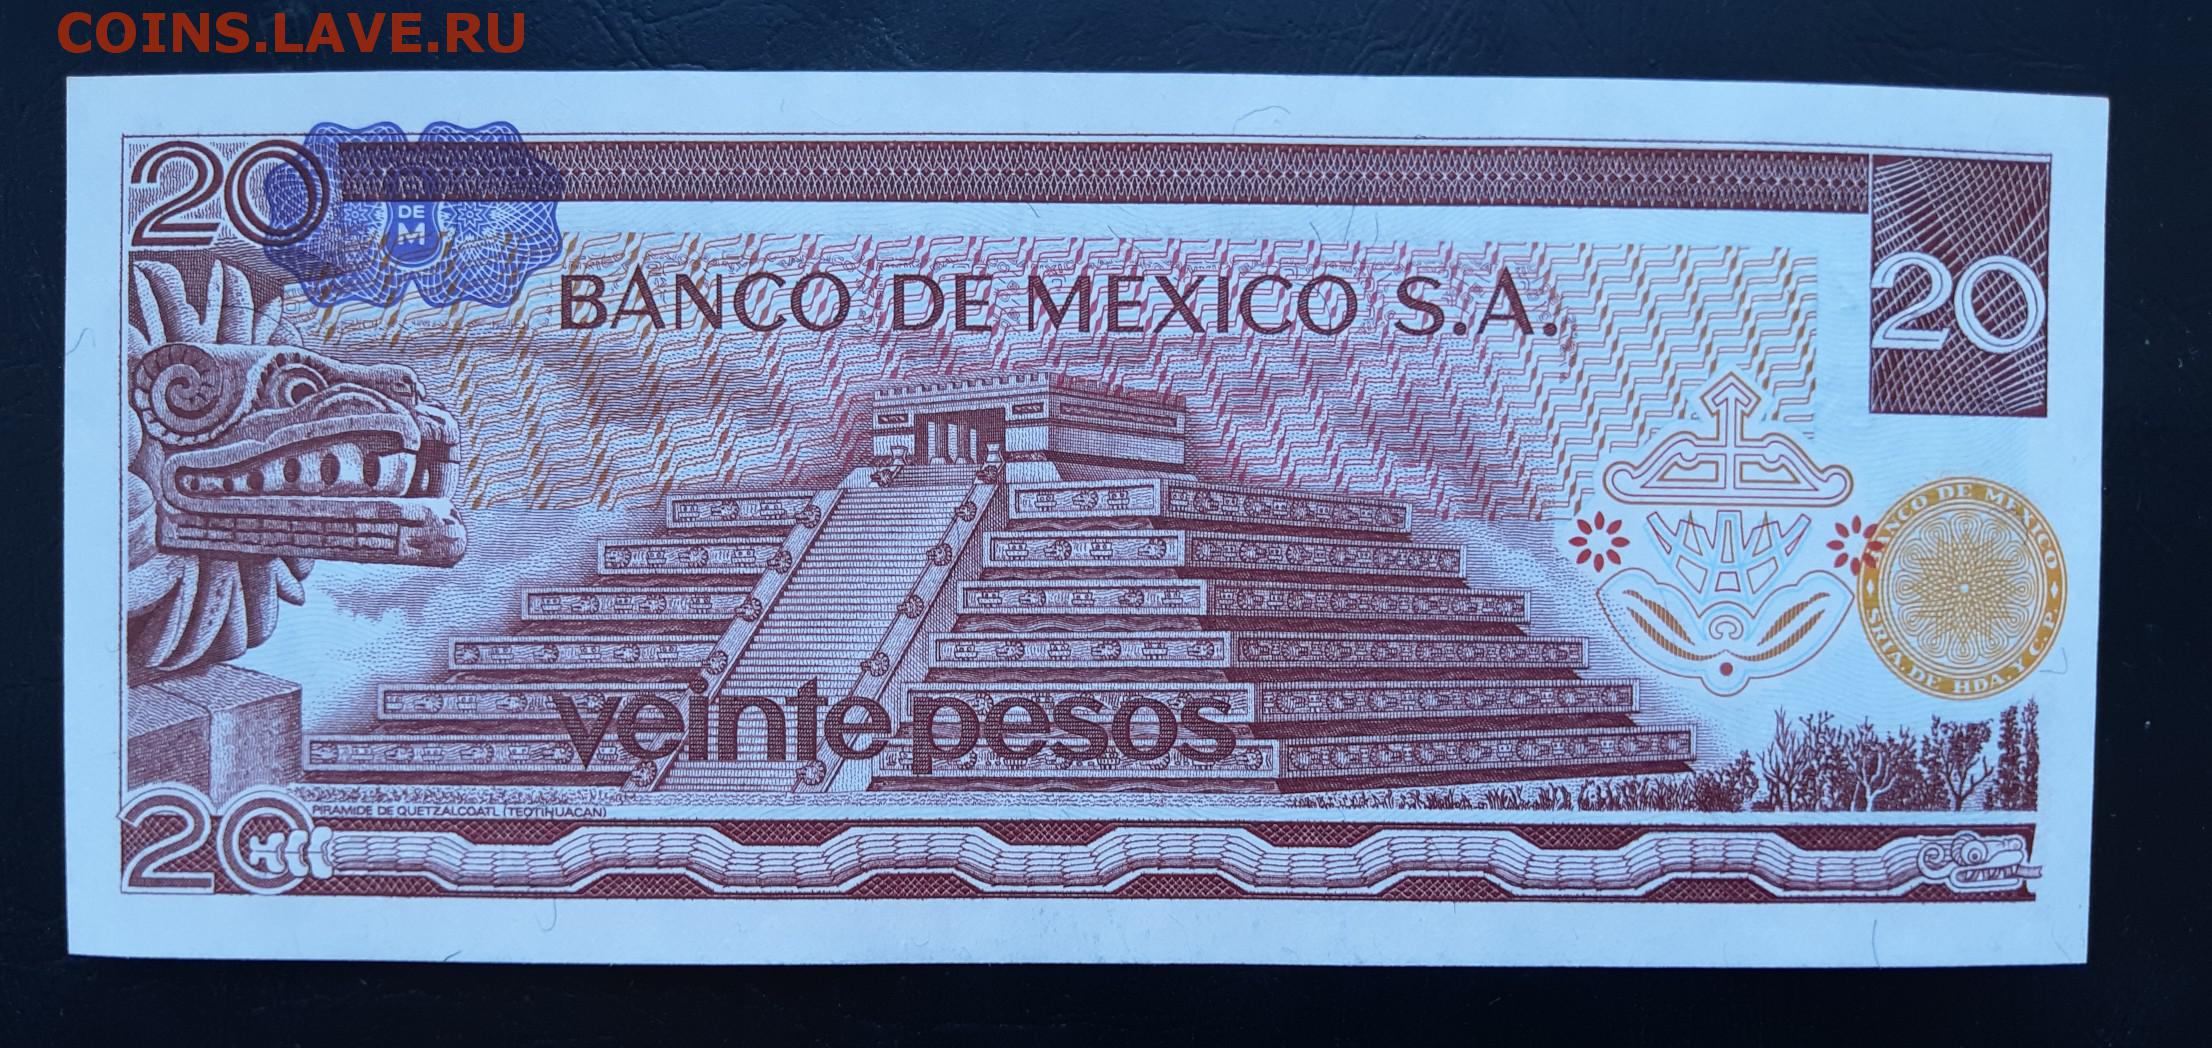 COINS.LAVE.RU
20
B
DE
M
BANCO DE MEXICO S.A.
20
BANCO DE MEXICO
SRIA. DE HDA. Y C. P.
veinte pesos
20
PIRAMIDE DE QUETZALCOATL (TEOTIHUACAN)